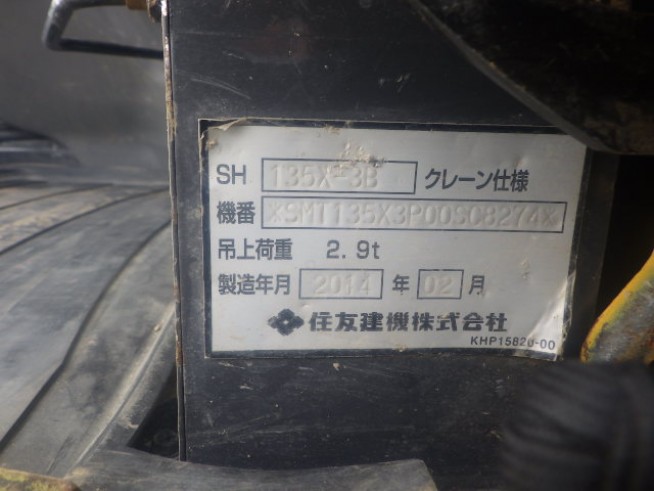 SH 135X-3B クレーン仕様
機番 *SMT135X3P00S08274*
吊上荷重 2.9t
製造年月 2014 年 02 月
住友建機株式会社
KHP15820-00